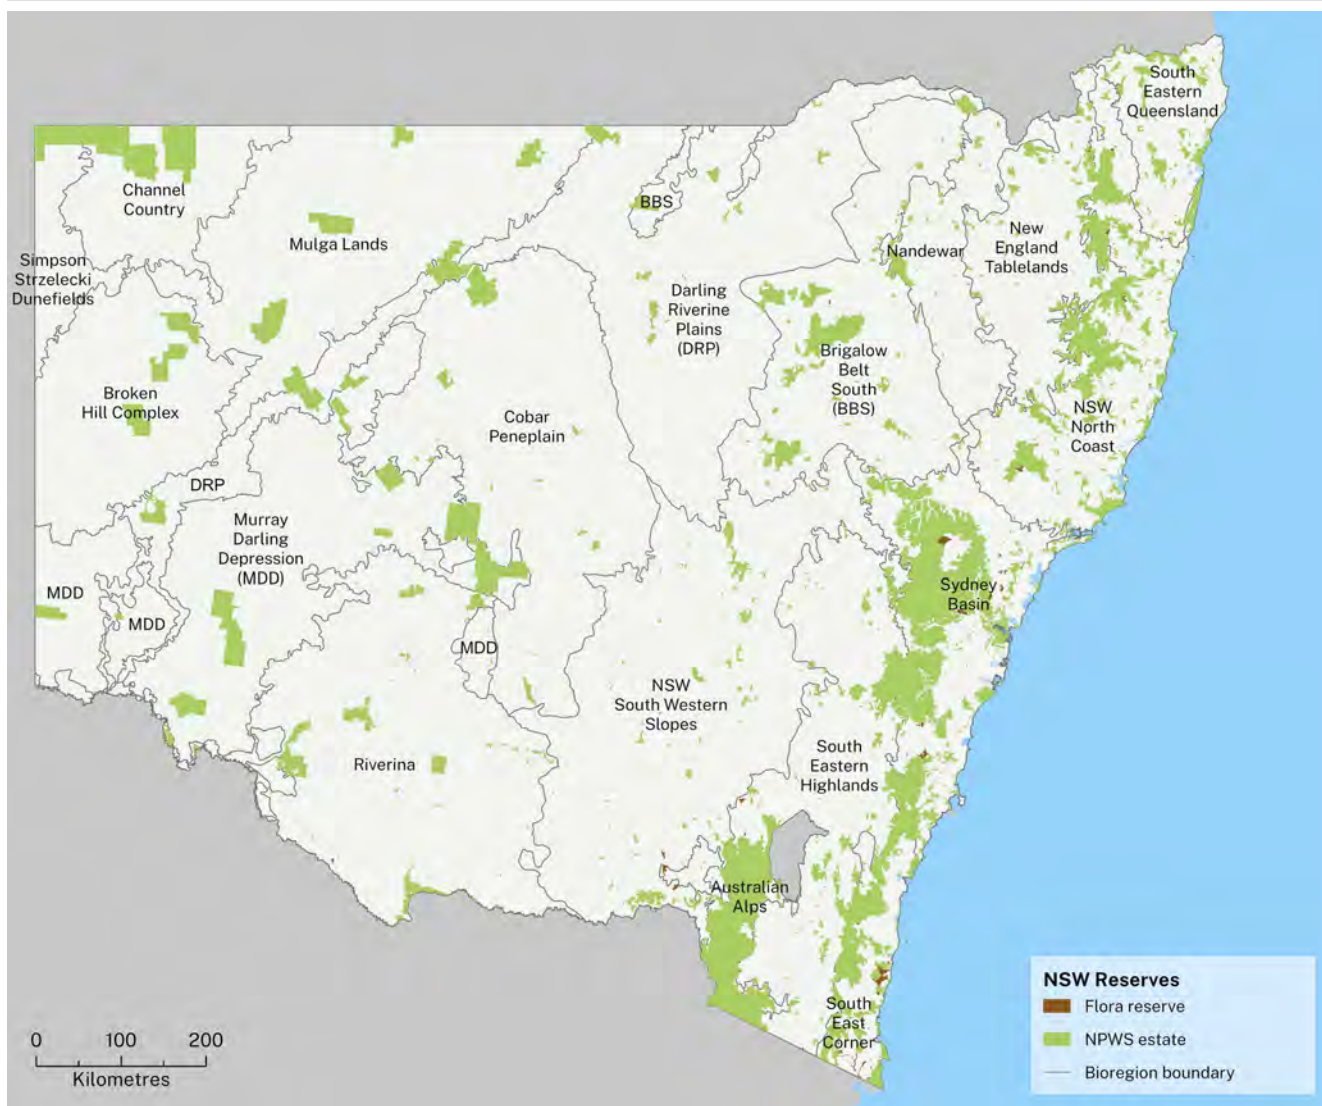 South
Eastern
Queensland
Channel
Country
BBS
Mulga Lands
New
England
Tablelands
Nandewar
Simpson
Strzelecki
Dunefields
Darling
Riverine
Plains
(DRP)
Brigalow
Belt
South
(BBS)
Broken
Hill Complex
Cobar
Peneplain
NSW
North
Coast
DRP
Murray
Darling
Depression
(MDD)
MDD
MDD
Sydney
Basin
MDD
NSW
South Western
Slopes
Riverina
South
Eastern
Highlands
Australian
Alps
South
East
Corner
NSW Reserves
Flora reserve
NPWS estate
Bioregion boundary
0 100 200
Kilometres